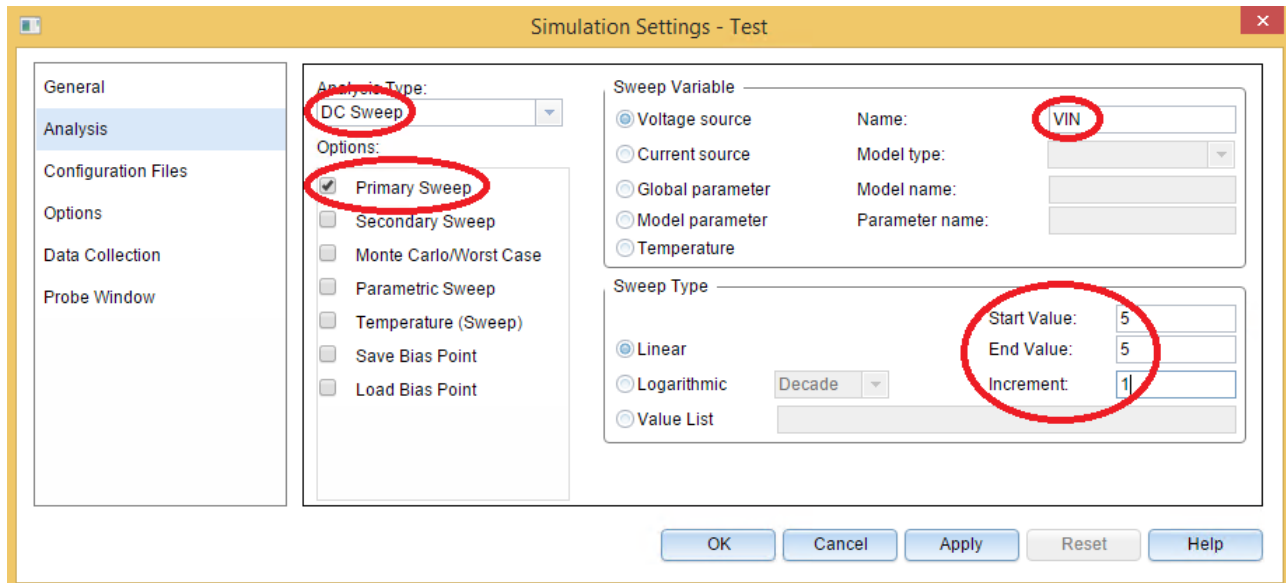 Simulation Settings - Test
General
Analysis
Configuration Files
Options
Data Collection
Probe Window
Analysis Type:
DC Sweep
Options:
Primary Sweep
Secondary Sweep
Monte Carlo/Worst Case
Parametric Sweep
Temperature (Sweep)
Save Bias Point
Load Bias Point
Sweep Variable
Voltage source Name: VIN
Current source Model type:
Global parameter Model name:
Model parameter Parameter name:
Temperature
Sweep Type
Start Value: 5
Linear End Value: 5
Logarithmic Decade Increment: 1
Value List
OK Cancel Apply Reset Help